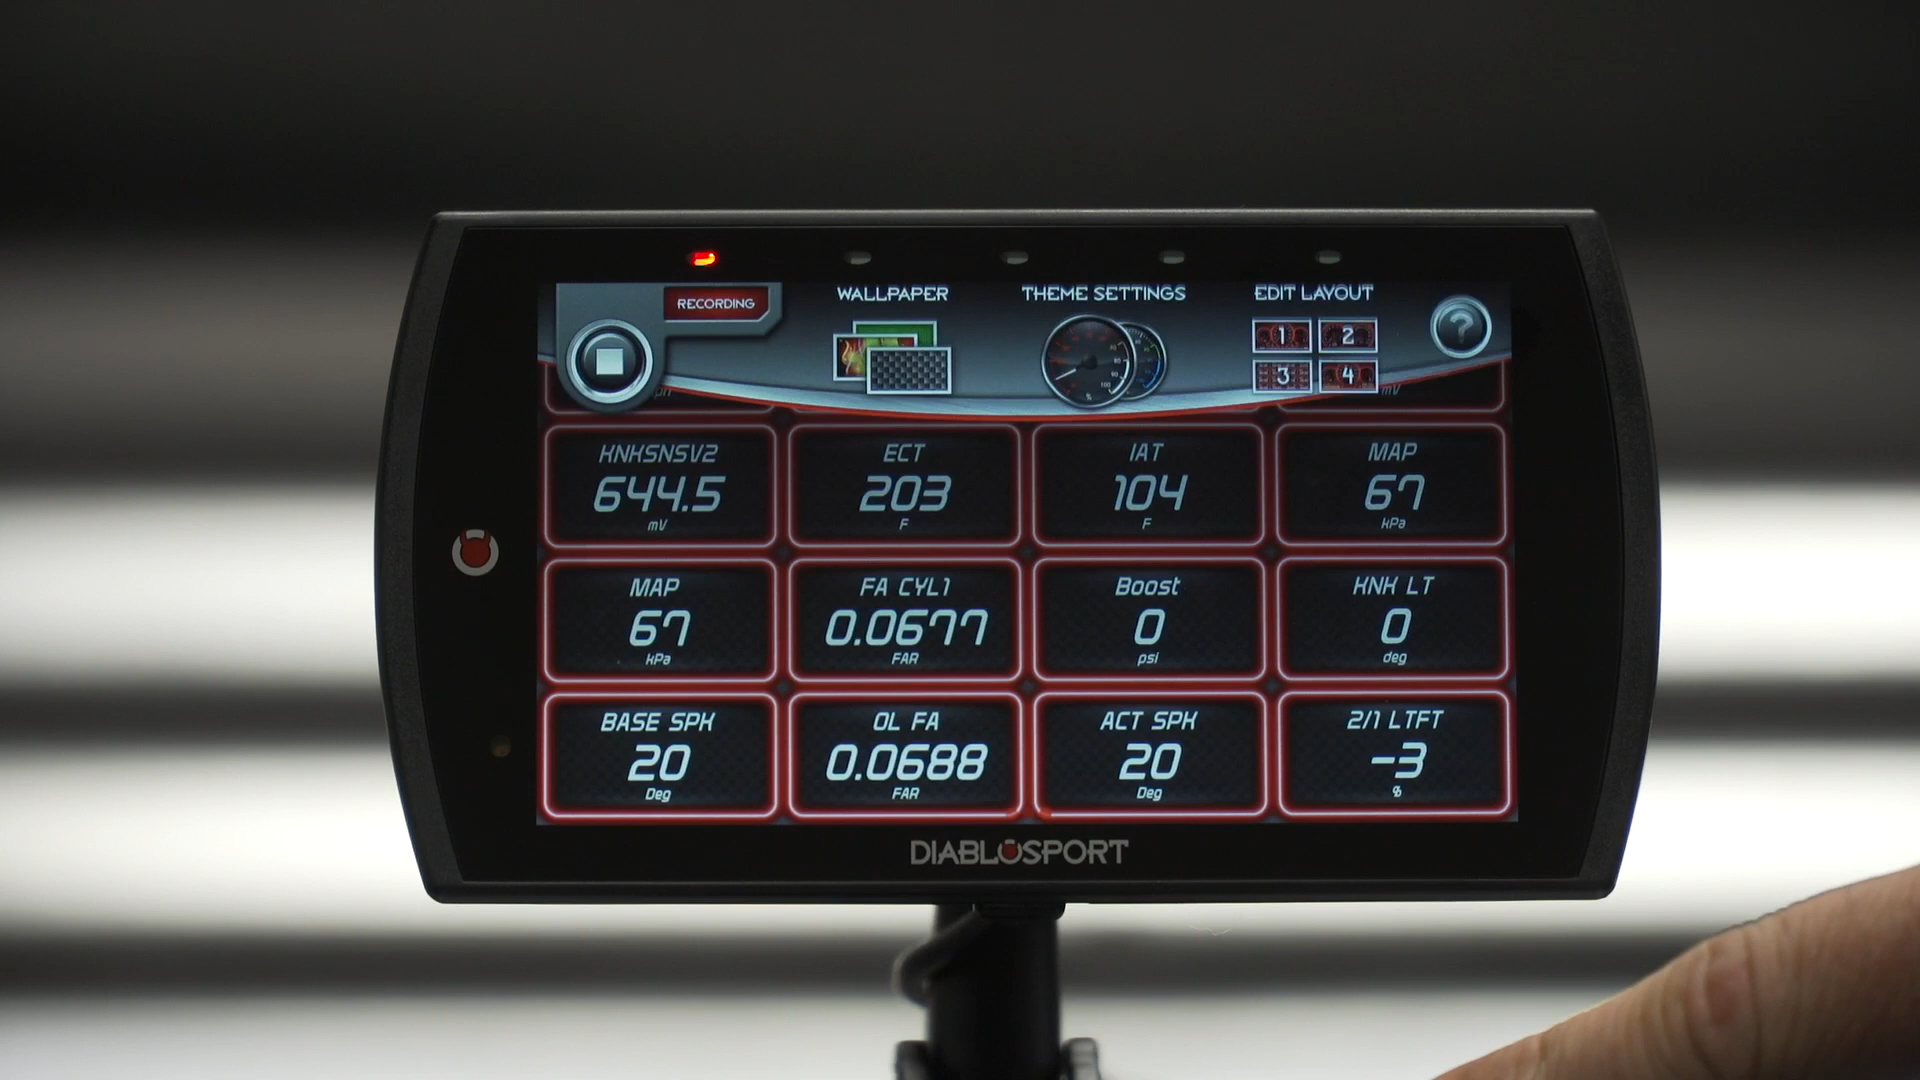 RECORDING
WALLPAPER
THEME SETTINGS
EDIT LAYOUT
?
1 2
3 4
mV
KNKSNSV2
644.5
mV
ECT
203
F
IAT
104
F
MAP
67
kPa
MAP
67
kPa
FA CYL1
0.0677
FAR
Boost
0
psi
KNK LT
0
deg
BASE SPK
20
Deg
OL FA
0.0688
FAR
ACT SPK
20
Deg
2/1 LTFT
-3
%
DIABLOSPORT